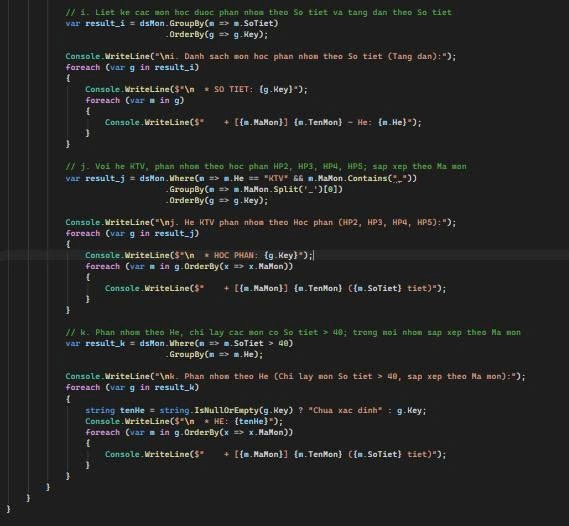 // i. Liet ke cac mon hoc duoc phan nhom theo So tiet va tang dan theo So tiet
var result_i = dsMon.GroupBy(m => m.SoTiet)
.OrderBy(g => g.Key);
Console.WriteLine("\ni. Danh sach mon hoc phan nhom theo So tiet (Tang dan):");
foreach (var g in result_i)
{
Console.WriteLine($"\n  * SO TIET: {g.Key}");
foreach (var m in g)
{
Console.WriteLine($"    + [{m.MaMon}] {m.TenMon} - He: {m.He}");
}
}
// j. Voi he KTV, phan nhom theo hoc phan HP2, HP3, HP4, HP5; sap xep theo Ma mon
var result_j = dsMon.Where(m => m.He == "KTV" && m.MaMon.Contains("_"))
.GroupBy(m => m.MaMon.Split('_')[0])
.OrderBy(g => g.Key);
Console.WriteLine("\nj. He KTV phan nhom theo Hoc phan (HP2, HP3, HP4, HP5):");
foreach (var g in result_j)
{
Console.WriteLine($"\n  * HOC PHAN: {g.Key}");
foreach (var m in g.OrderBy(x => x.MaMon))
{
Console.WriteLine($"    + [{m.MaMon}] {m.TenMon} ({m.SoTiet} tiet)");
}
}
// k. Phan nhom theo He, chi lay cac mon co So tiet > 40; trong moi nhom sap xep theo Ma mon
var result_k = dsMon.Where(m => m.SoTiet > 40)
.GroupBy(m => m.He);
Console.WriteLine("\nk. Phan nhom theo He (Chi lay mon So tiet > 40, sap xep theo Ma mon):");
foreach (var g in result_k)
{
string tenHe = string.IsNullOrEmpty(g.Key) ? "Chua xac dinh" : g.Key;
Console.WriteLine($"\n  * HE: {tenHe}");
foreach (var m in g.OrderBy(x => x.MaMon))
{
Console.WriteLine($"    + [{m.MaMon}] {m.TenMon} ({m.SoTiet} tiet)");
}
}
}
}
}